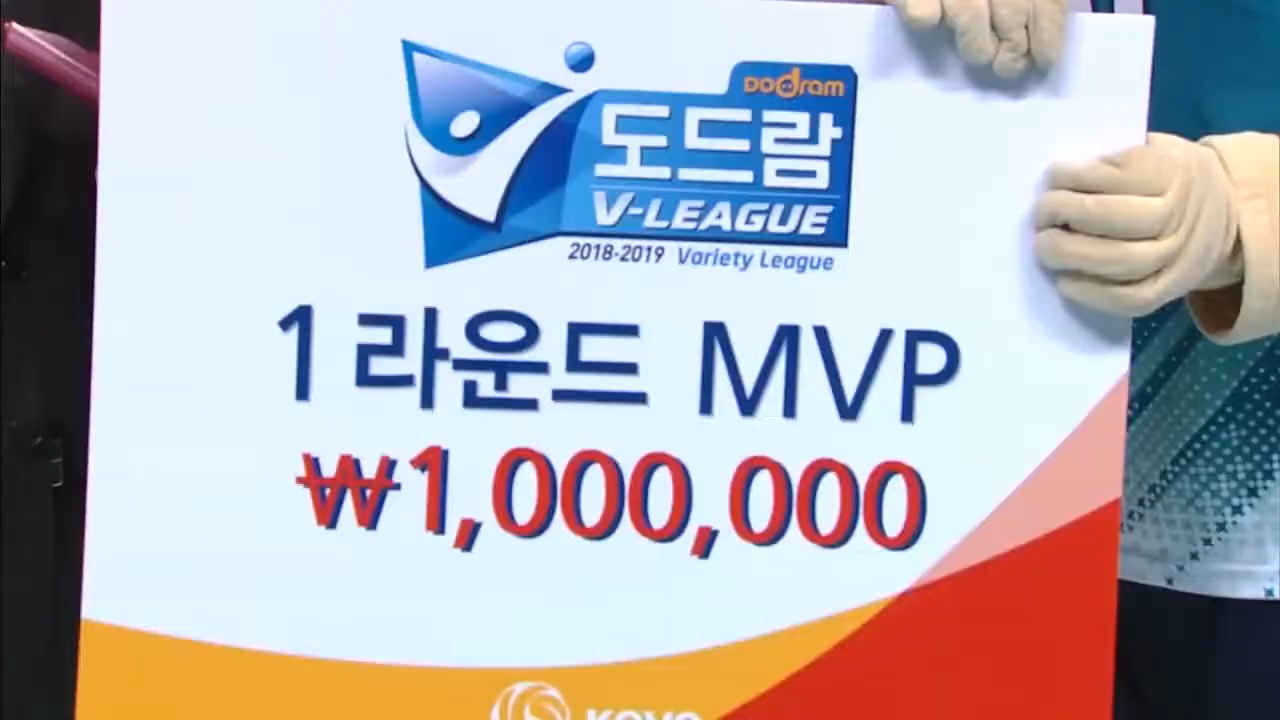 Dodram
도드람
V-LEAGUE
2018-2019 Variety League
1 라운드 MVP
₩1,000,000